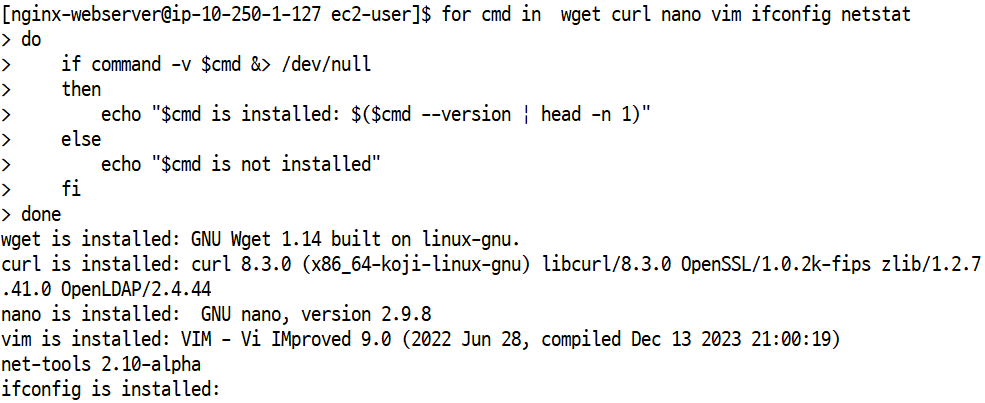 [nginx-webserver@ip-10-250-1-127 ec2-user]$ for cmd in  wget curl nano vim ifconfig netstat
> do
>     if command -v $cmd &> /dev/null
>     then
>         echo "$cmd is installed: $($cmd --version | head -n 1)"
>     else
>         echo "$cmd is not installed"
>     fi
> done
wget is installed: GNU Wget 1.14 built on linux-gnu.
curl is installed: curl 8.3.0 (x86_64-koji-linux-gnu) libcurl/8.3.0 OpenSSL/1.0.2k-fips zlib/1.2.7
.41.0 OpenLDAP/2.4.44
nano is installed:  GNU nano, version 2.9.8
vim is installed: VIM - Vi IMproved 9.0 (2022 Jun 28, compiled Dec 13 2023 21:00:19)
net-tools 2.10-alpha
ifconfig is installed: